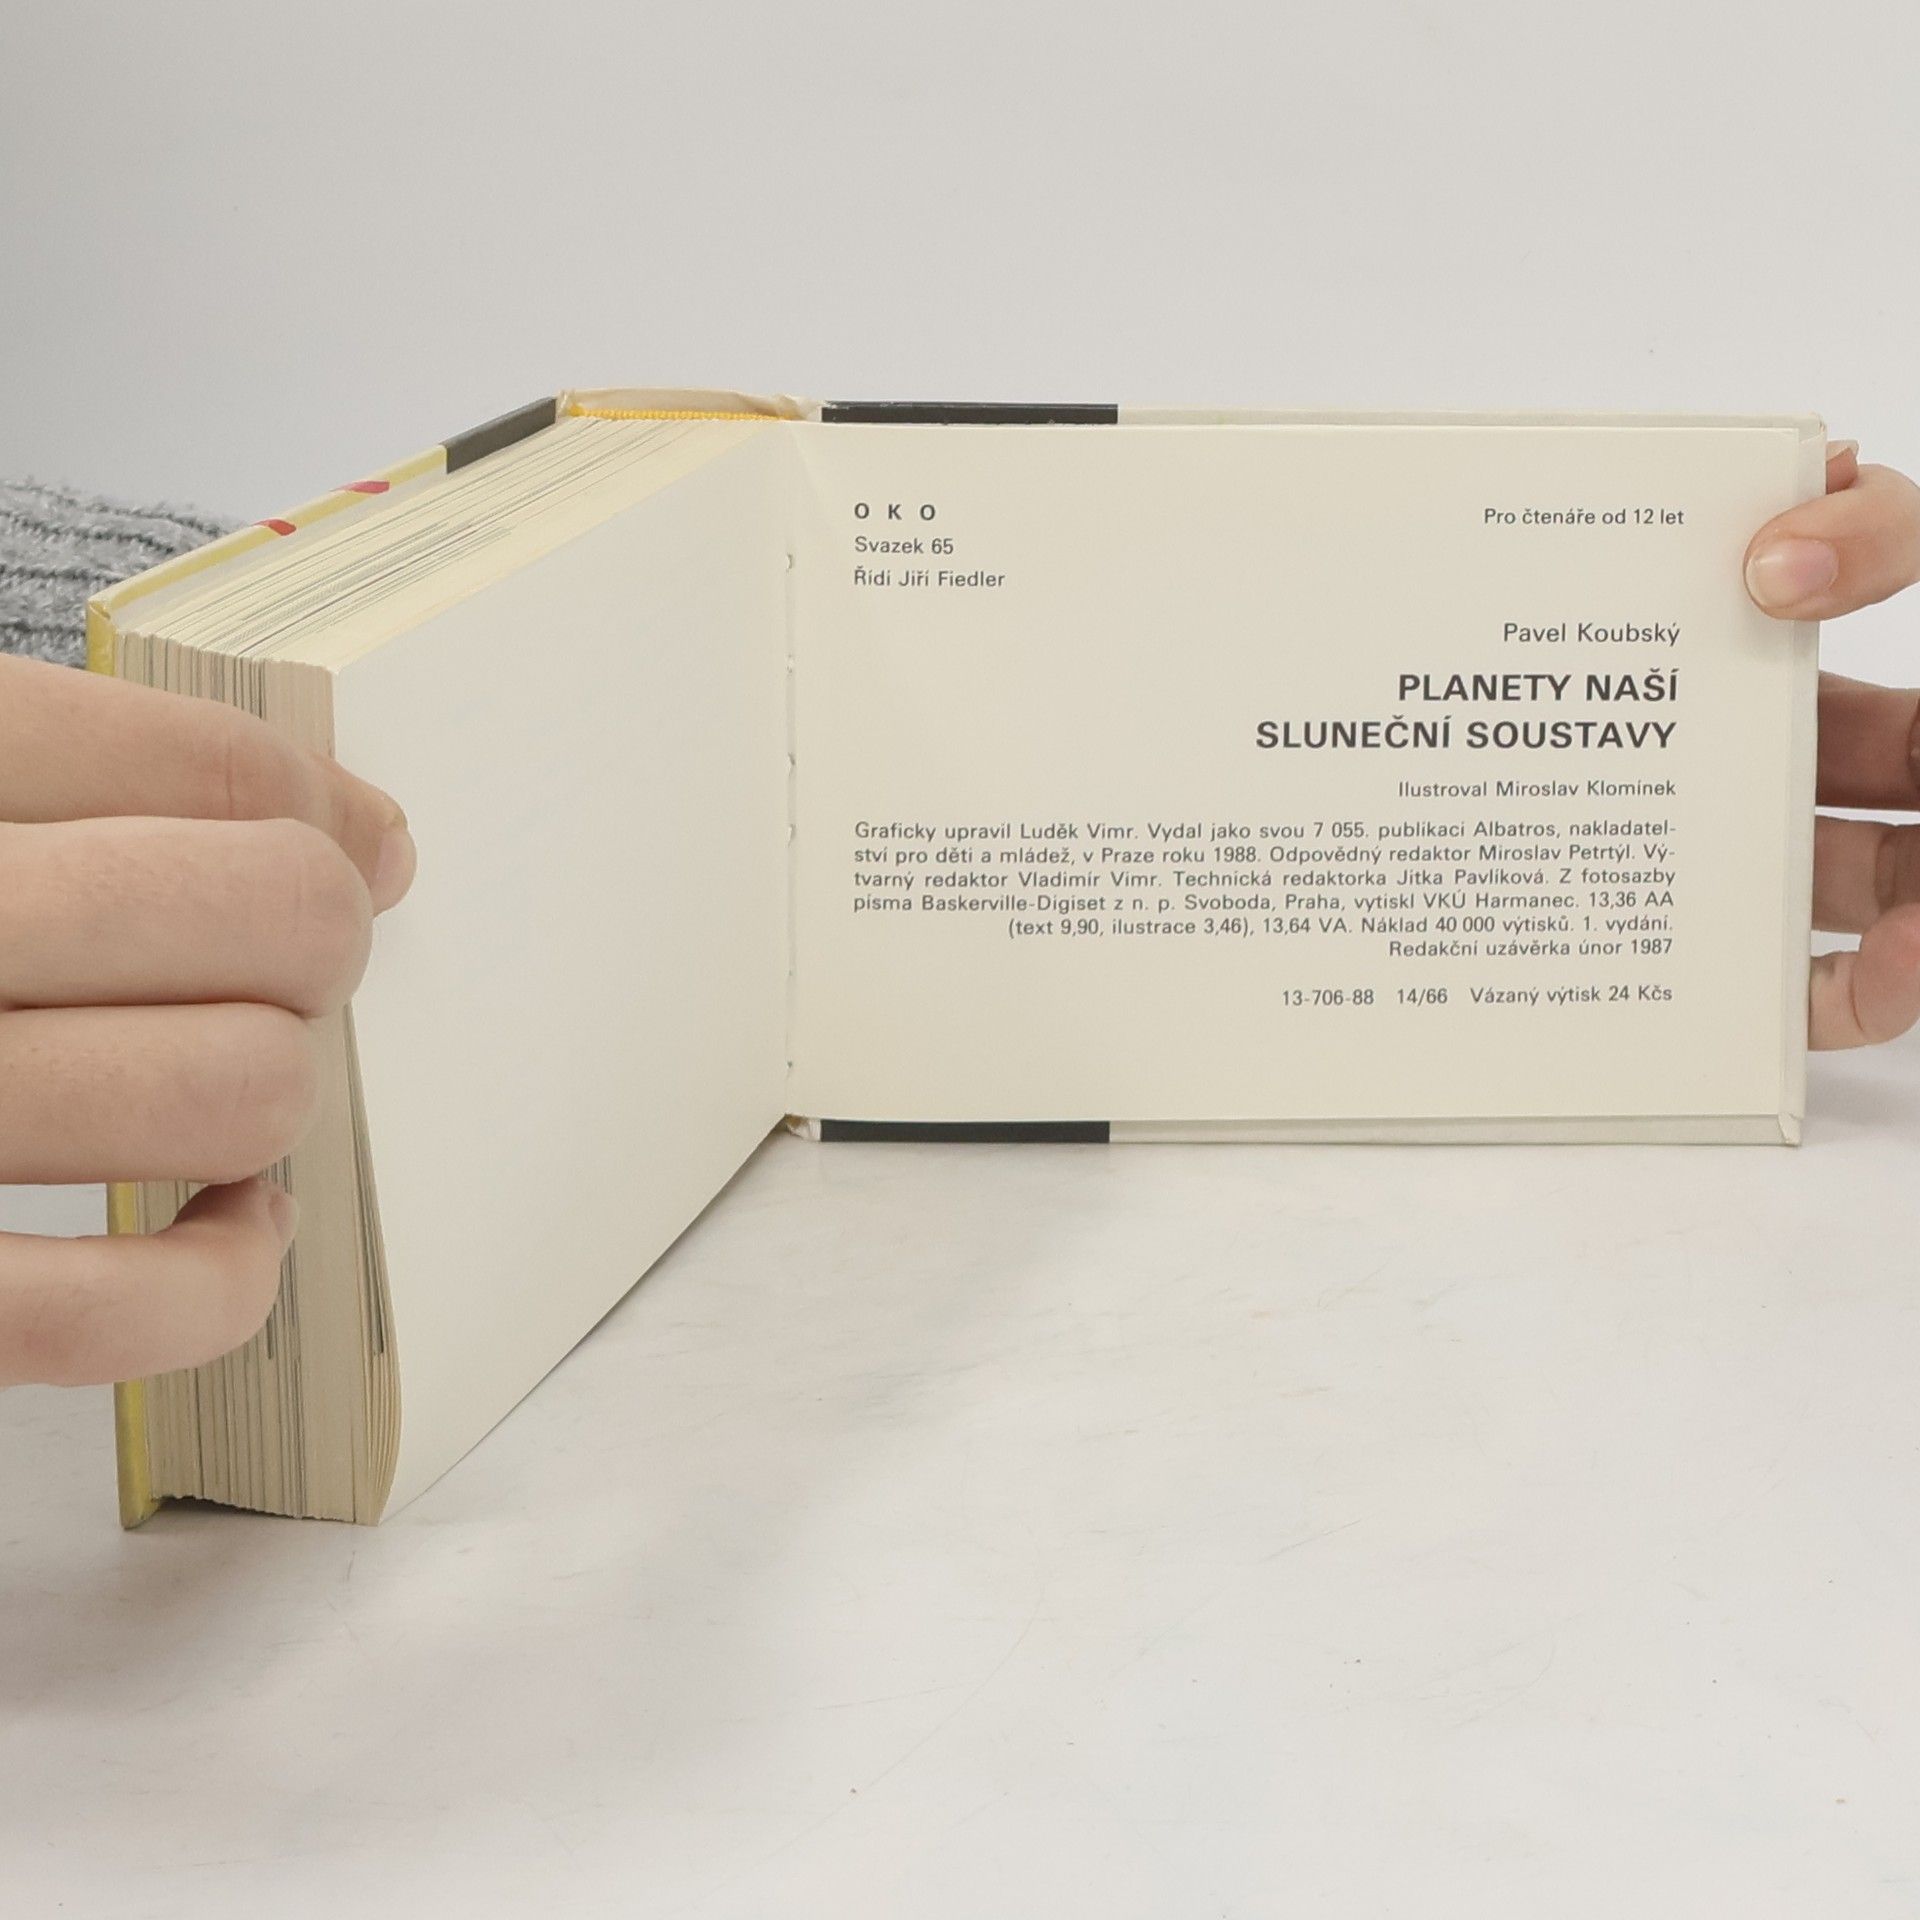 O K O
Svazek 65
Řídí Jiří Fiedler
Pro čtenáře od 12 let
Pavel Koubský
PLANETY NAŠÍ
SLUNEČNÍ SOUSTAVY
Ilustroval Miroslav Klomínek
Graficky upravil Luděk Vimr. Vydal jako svou 7 055. publikaci Albatros, nakladatel-
ství pro děti a mládež, v Praze roku 1988. Odpovědný redaktor Miroslav Petrtýl. Vý-
tvarný redaktor Vladimír Vimr. Technická redaktorka Jitka Pavlíková. Z fotosazby
písma Baskerville-Digiset z n. p. Svoboda, Praha, vytiskl VKÚ Harmanec. 13,36 AA
(text 9,90, ilustrace 3,46), 13,64 VA. Náklad 40 000 výtisků. 1. vydání.
Redakční uzávěrka únor 1987
13-706-88 14/66 Vázaný výtisk 24 Kčs